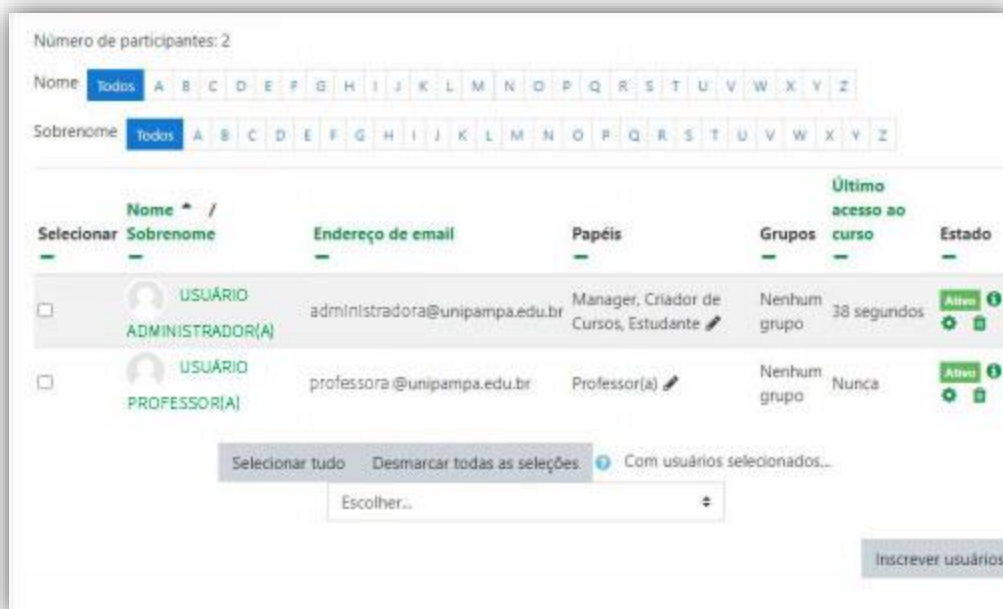 Número de participantes: 2
Nome Todos A B C D E F G H I J K L M N O P Q R S T U V W X Y Z
Sobrenome Todos A B C D E F G H I J K L M N O P Q R S T U V W X Y Z
Último
Nome / acesso ao
Selecionar Sobrenome Endereço de email Papéis Grupos curso Estado
USUÁRIO Manager, Criador de Nenhum Ativo
administradora@unipampa.edu.br 38 segundos
ADMINISTRADOR(A) Cursos, Estudante grupo
USUÁRIO Nenhum Ativo
professora @unipampa.edu.br Professor(a) Nunca
PROFESSOR(A) grupo
Selecionar tudo Desmarcar todas as seleções Com usuários selecionados...
Escolher...
Inscrever usuários